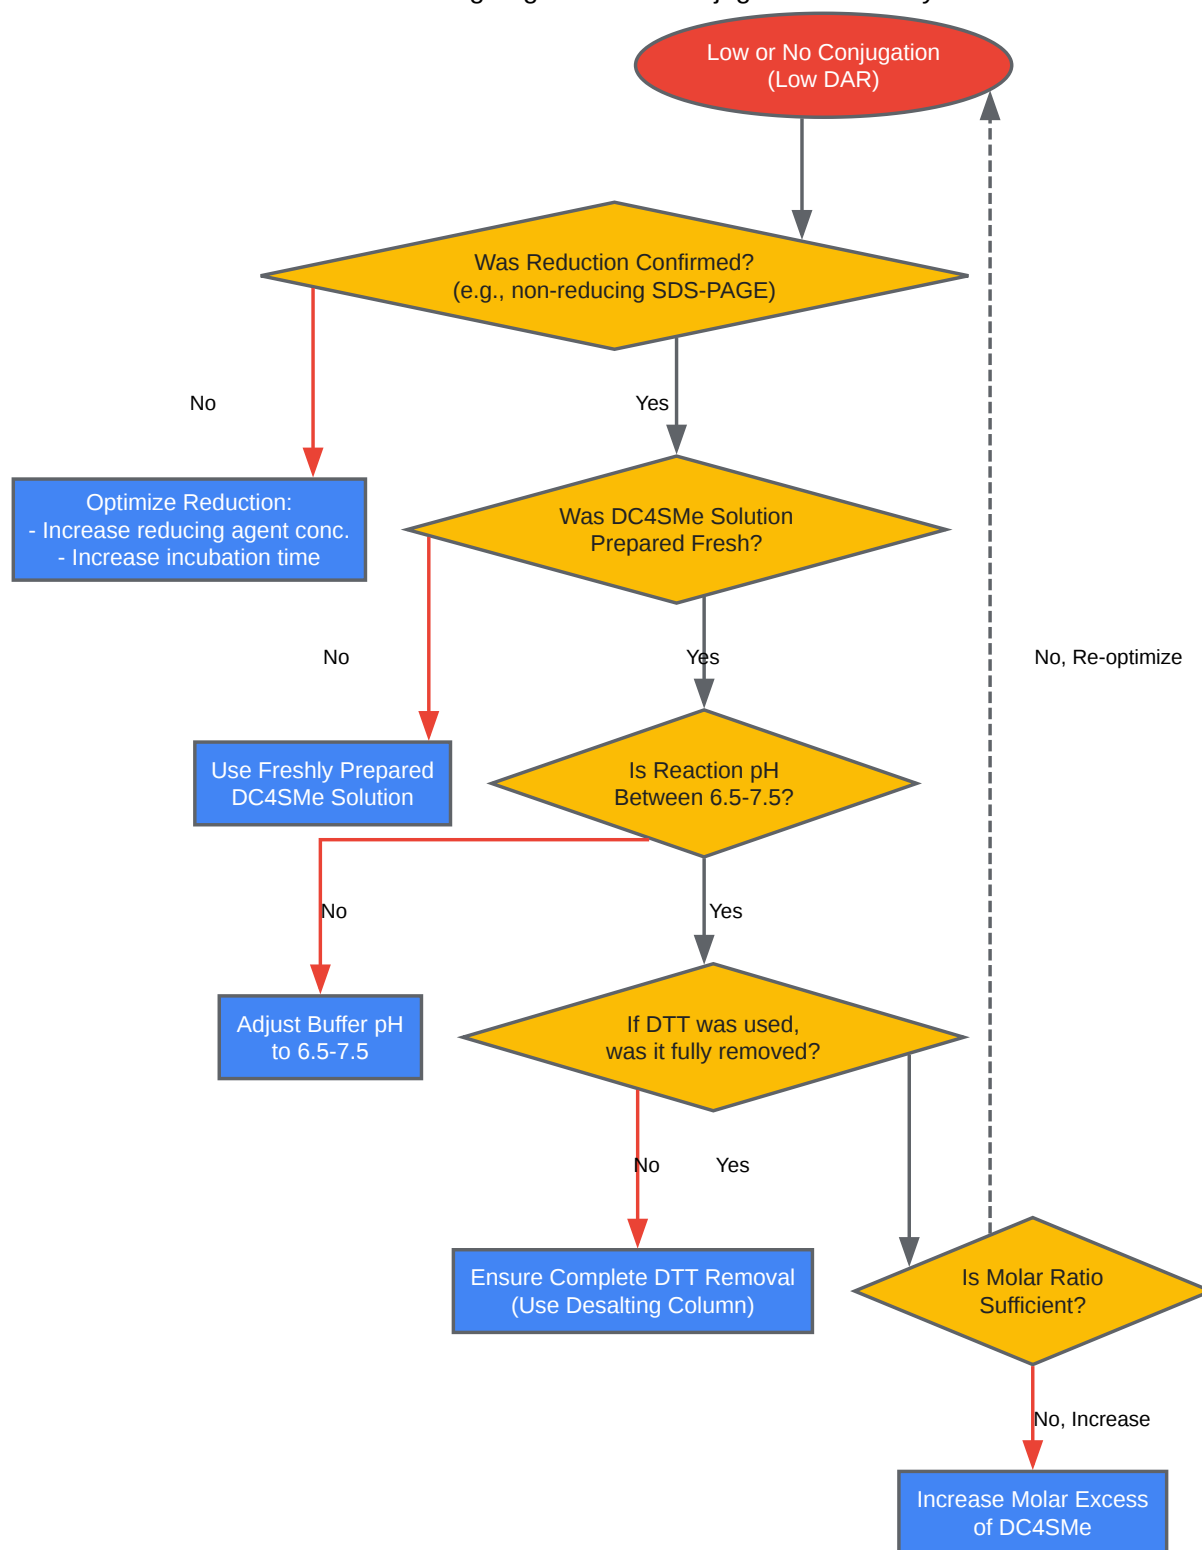 Low or No Conjugation
(Low DAR)
Was Reduction Confirmed?
(e.g., non-reducing SDS-PAGE)
No
Yes
Optimize Reduction:
- Increase reducing agent conc.
- Increase incubation time
Was DC4SMe Solution
Prepared Fresh?
No
Yes
No, Re-optimize
Use Freshly Prepared
DC4SMe Solution
Is Reaction pH
Between 6.5-7.5?
No
Yes
Adjust Buffer pH
to 6.5-7.5
If DTT was used,
was it fully removed?
No
Yes
Ensure Complete DTT Removal
(Use Desalting Column)
Is Molar Ratio
Sufficient?
No, Increase
Increase Molar Excess
of DC4SMe